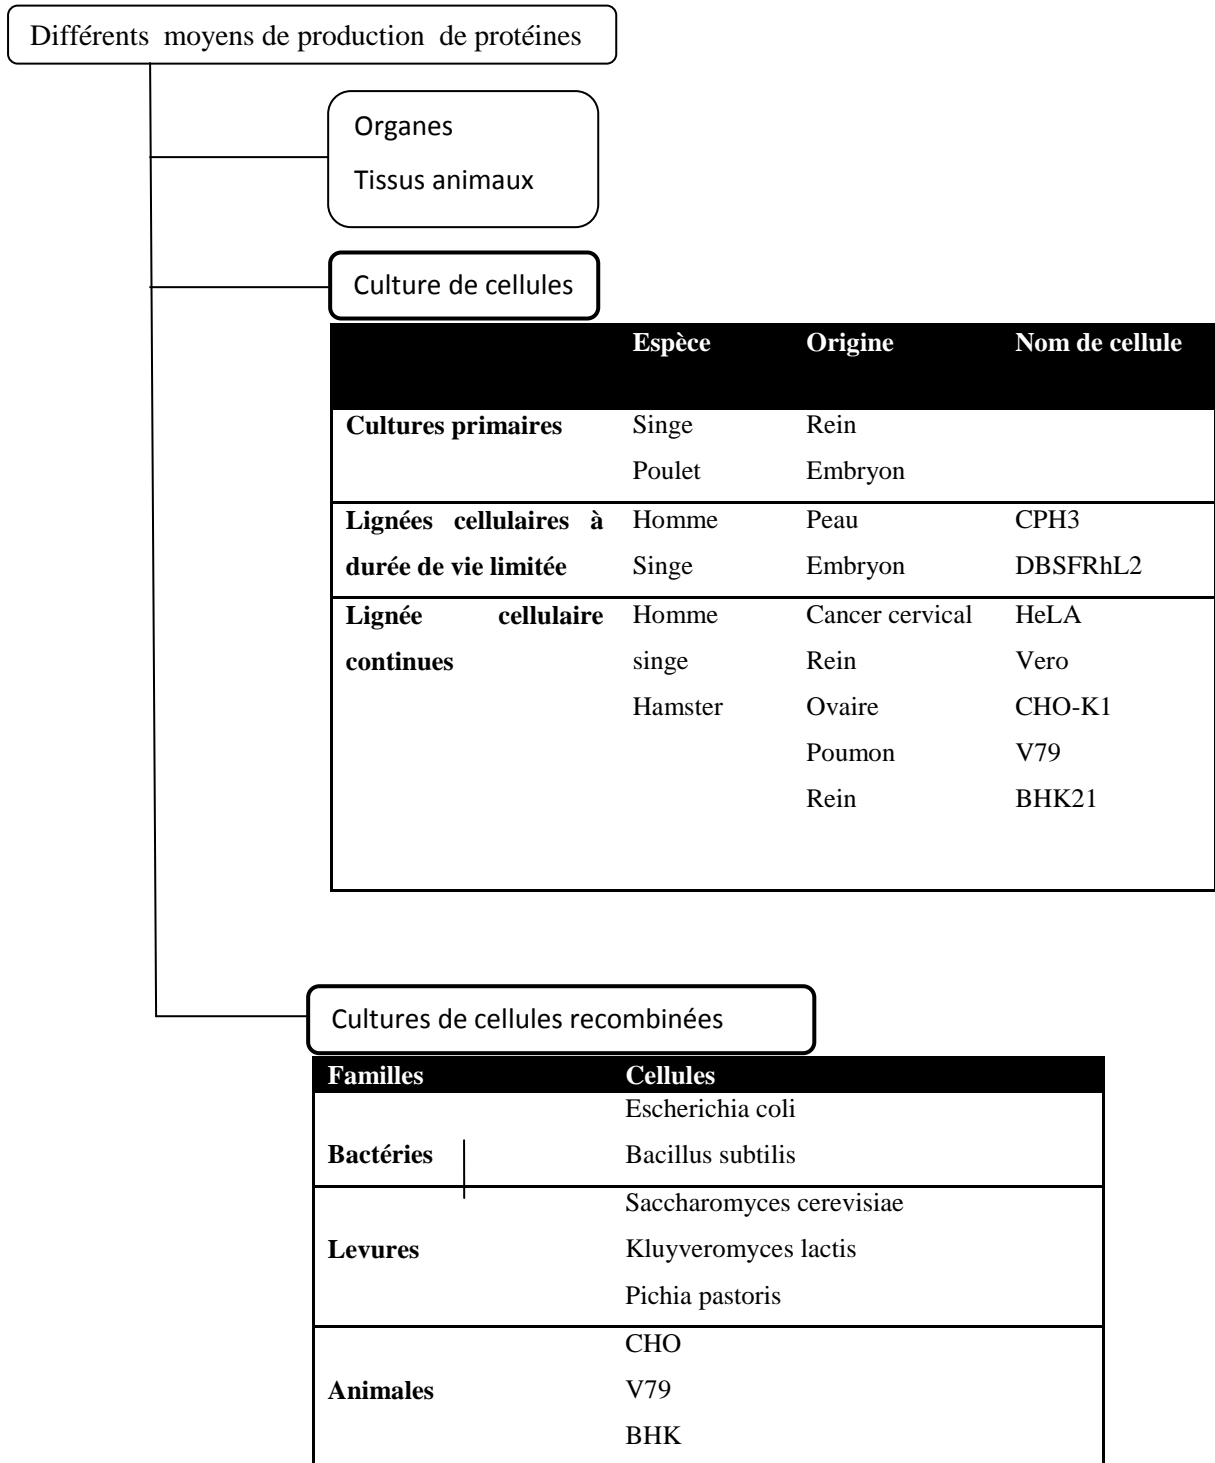 Différents moyens de production de protéines
Organes
Tissus animaux
Culture de cellules
Espèce Origine Nom de cellule
Cultures primaires Singe Rein
Poulet Embryon
Lignées cellulaires à Homme Peau CPH3
durée de vie limitée Singe Embryon DBSFRhL2
Lignée cellulaire Homme Cancer cervical HeLA
continues singe Rein Vero
Hamster Ovaire CHO-K1
Poumon V79
Rein BHK21
Cultures de cellules recombinées
Familles Cellules
Escherichia coli
Bactéries Bacillus subtilis
Saccharomyces cerevisiae
Levures Kluyveromyces lactis
Pichia pastoris
CHO
Animales V79
BHK